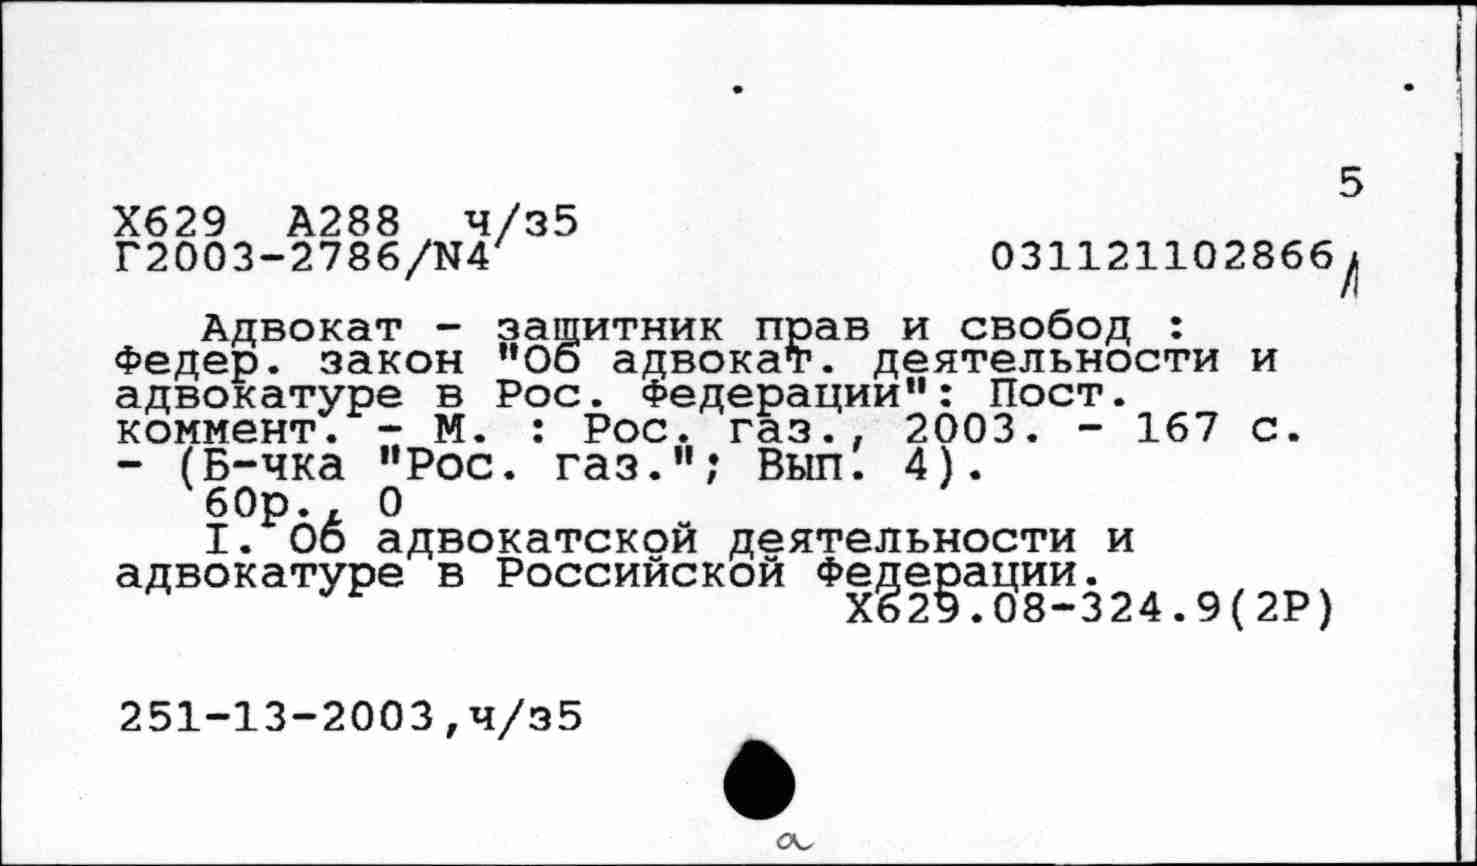 5
Х629 А288 ч/з5
Г2003-2786/N4 031121102866
Адвокат - защитник прав и свобод :
Федер. закон "Об адвокат. деятельности и
адвокатуре в Рос. Федерации": Пост.
коммент. - М. : Рос. газ., 2003. - 167 с.
- (Б-чка "Рос. газ."; Вып. 4).
60р., 0
I. Об адвокатской деятельности и
адвокатуре в Российской Федерации.
Х629.08-324.9(2Р)
251-13-2003,ч/з5